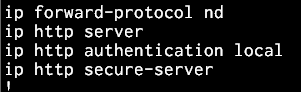 ip forward-protocol nd
ip http server
ip http authentication local
ip http secure-server
!